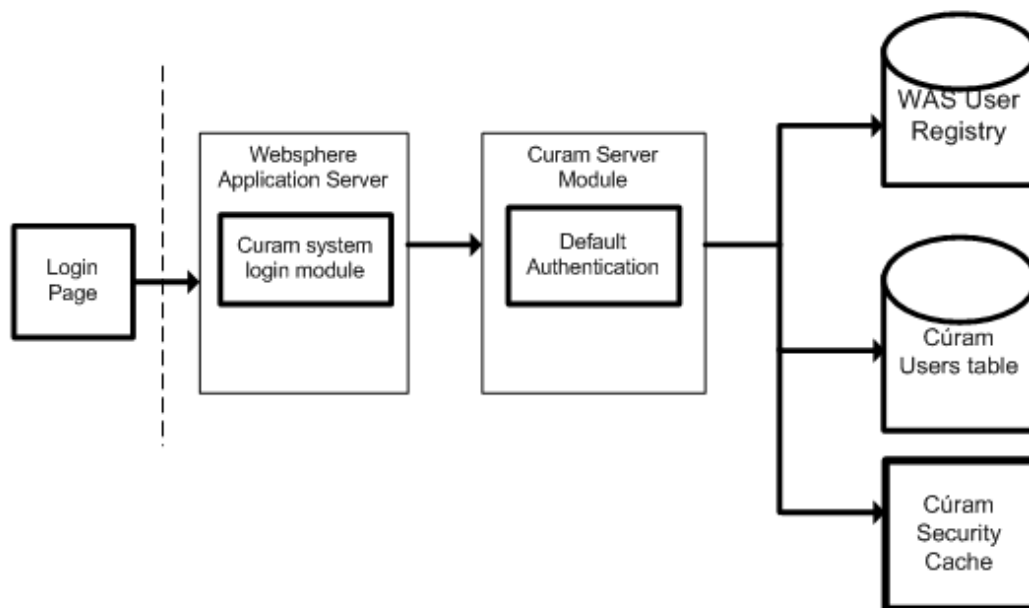 Login
Page
Websphere
Application Server
Curam system
login module
Curam Server
Module
Default
Authentication
WAS User
Registry
Cúram
Users table
Cúram
Security
Cache